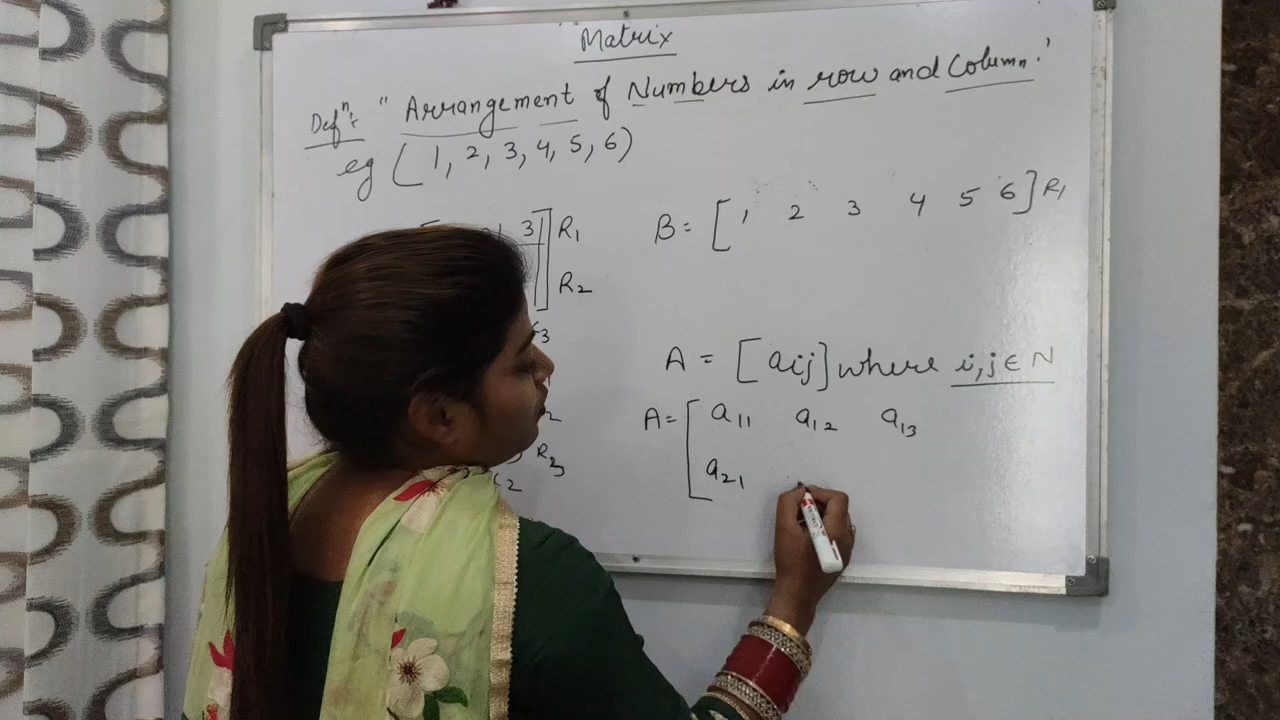 Matrix
Defⁿ: " Arrangement of Numbers in row and Column."
eg ( 1, 2, 3, 4, 5, 6)
3] R₁
R₂
B = [ 1 2 3 4 5 6 ] R₁
A = [aij] where i,j ∈ N
A = [ a₁₁ a₁₂ a₁₃
a₂₁